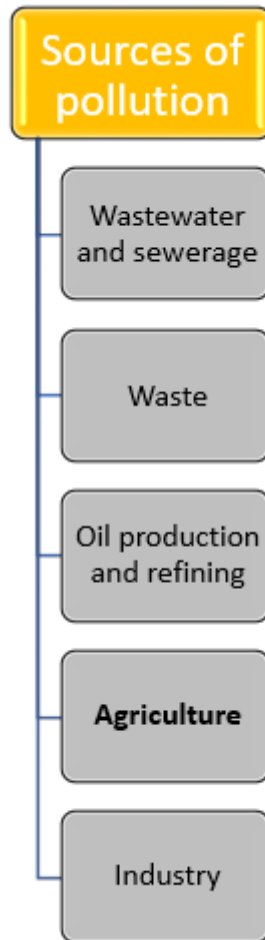 Sources of
pollution
Wastewater
and sewerage
Waste
Oil production
and refining
Agriculture
Industry